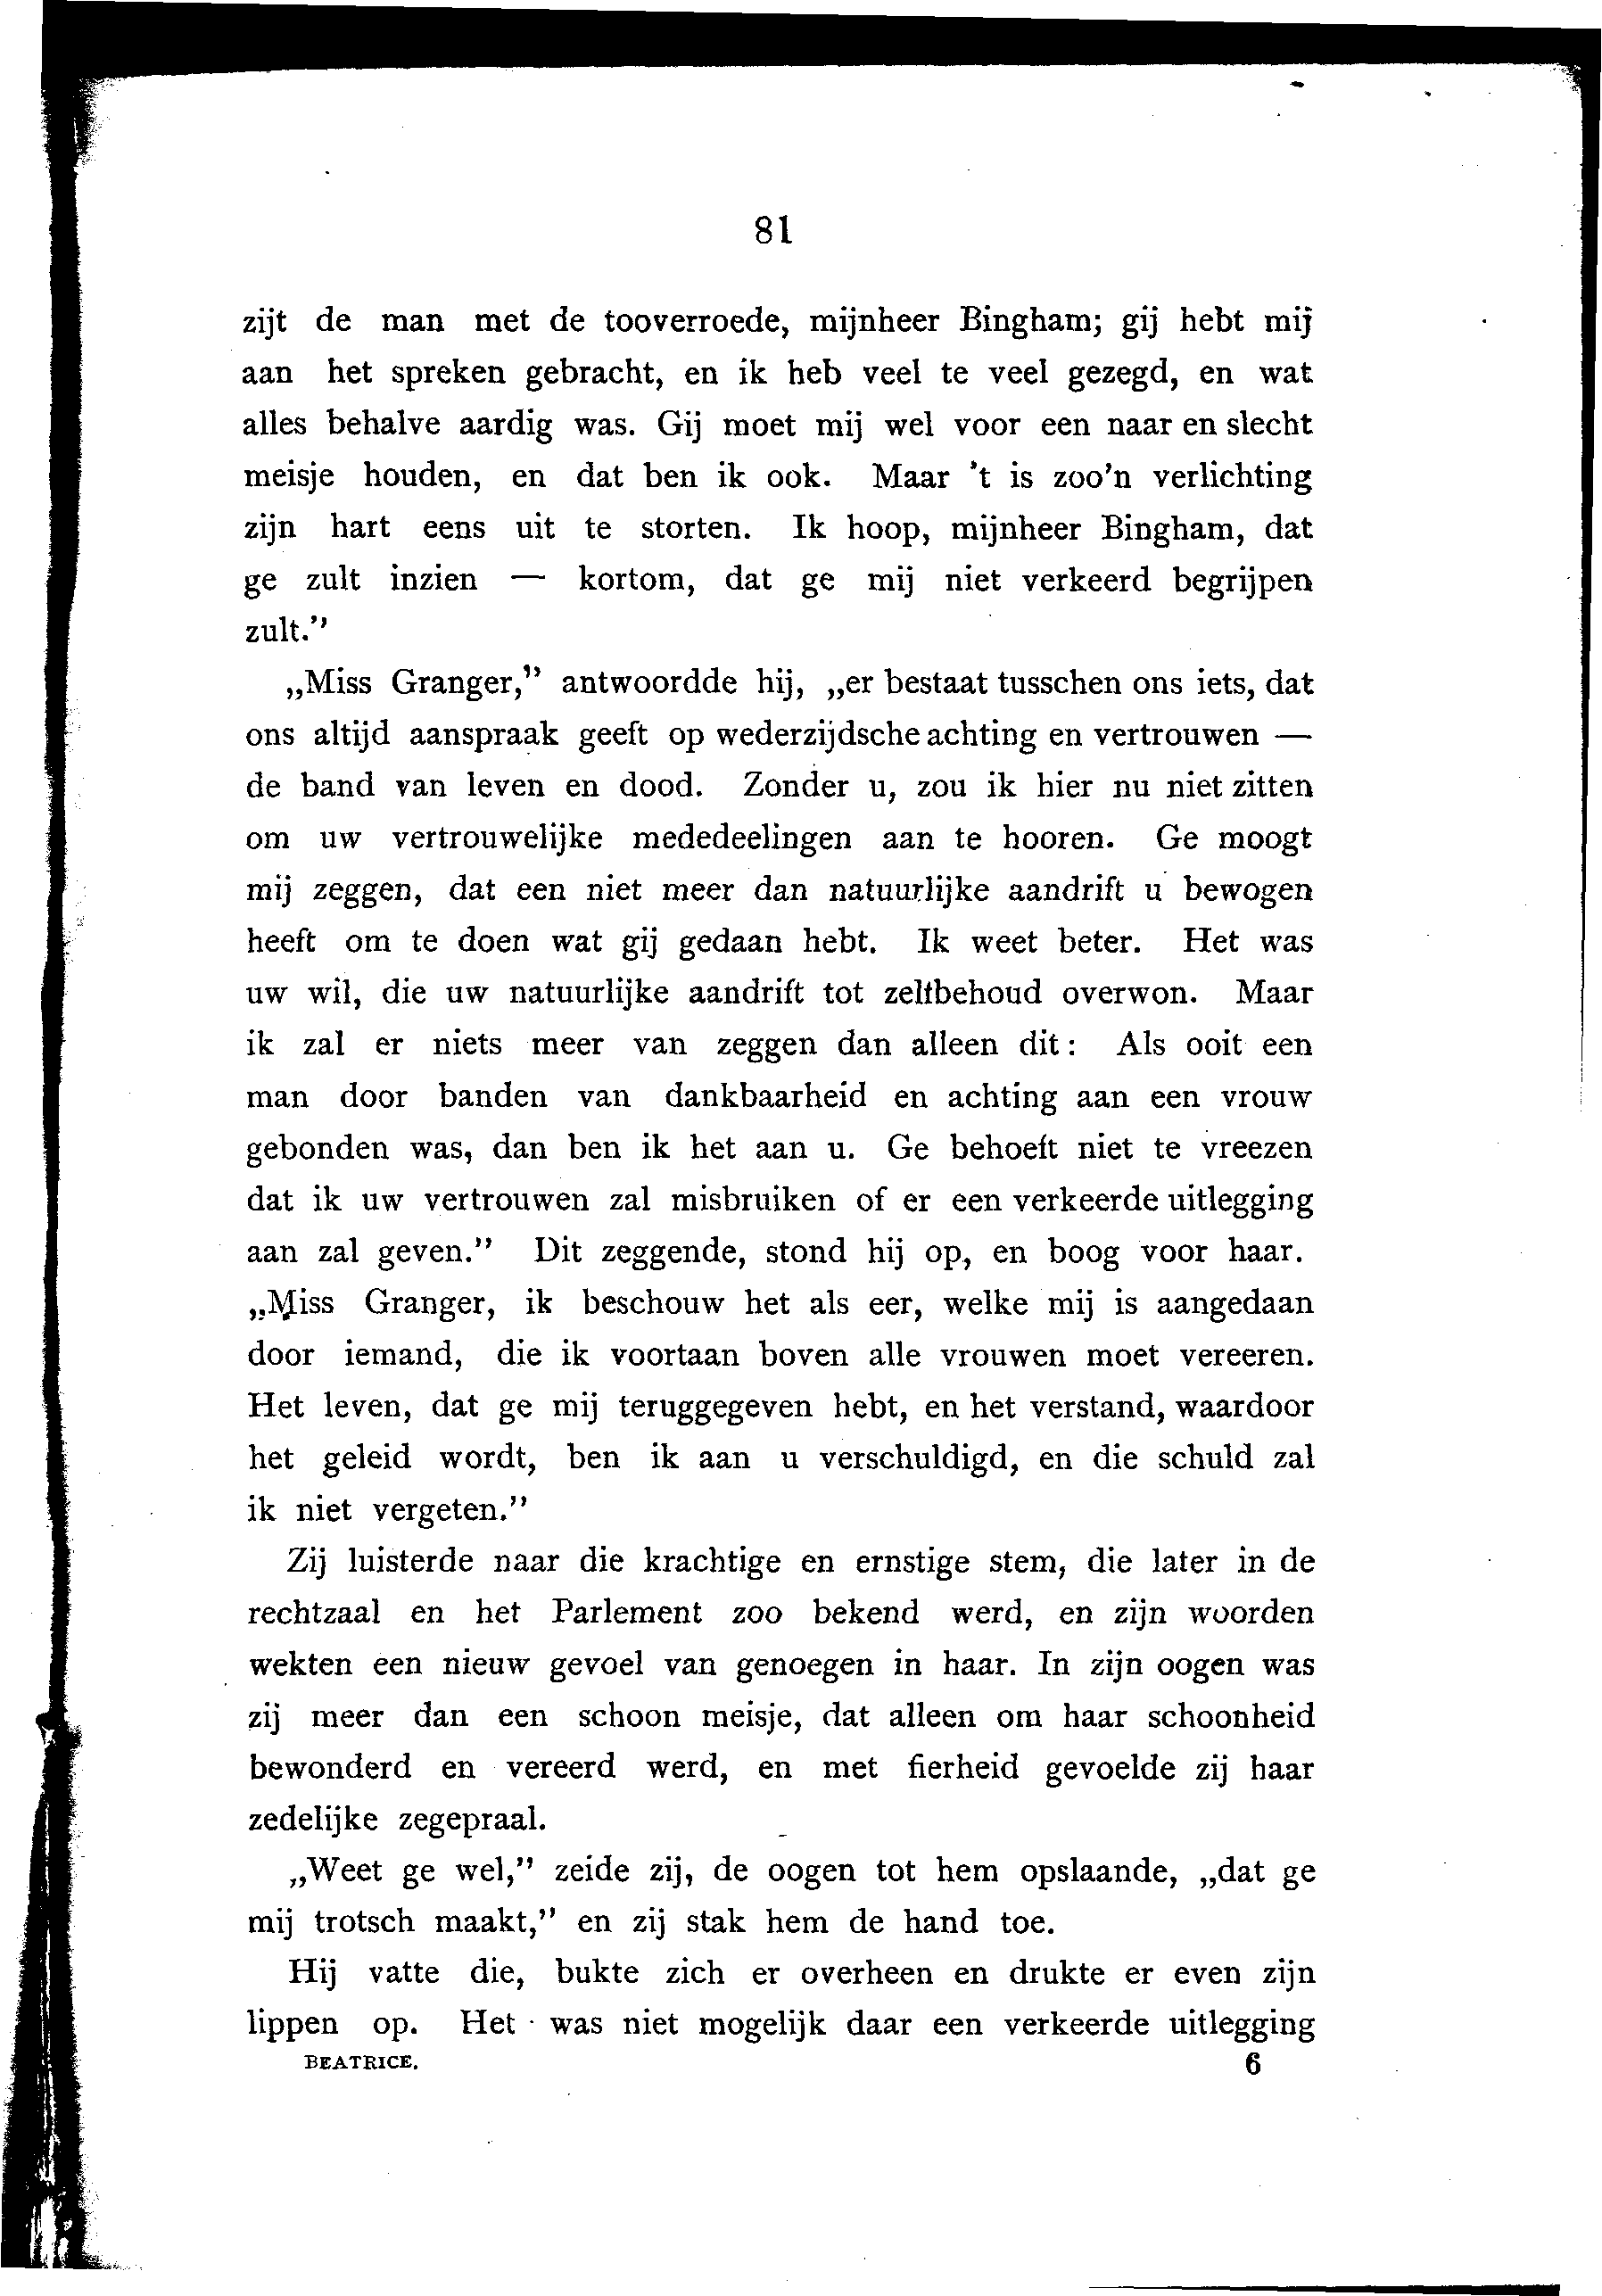 81
zijt de man met de tooverroede, mijnheer Bingham; gij hebt mij
aan het spreken gebracht, en ik heb veel te veel gezegd, en wat
alles behalve aardig was. Gij moet mij wel voor een naar en slecht
meisje houden, en dat ben ik ook. Maar 't is zoo'n verlichting
zijn hart eens uit te storten. Ik hoop, mijnheer Bingham, dat
ge zult inzien — kortom, dat ge mij niet verkeerd begrijpen
zult.”
„Miss Granger,” antwoordde hij, „er bestaat tusschen ons iets, dat
ons altijd aanspraak geeft op wederzijdsche achting en vertrouwen —
de band van leven en dood. Zonder u, zou ik hier nu niet zitten
om uw vertrouwelijke mededeelingen aan te hooren. Ge moogt
mij zeggen, dat een niet meer dan natuurlijke aandrift u bewogen
heeft om te doen wat gij gedaan hebt. Ik weet beter. Het was
uw wil, die uw natuurlijke aandrift tot zelfbehoud overwon. Maar
ik zal er niets meer van zeggen dan alleen dit: Als ooit een
man door banden van dankbaarheid en achting aan een vrouw
gebonden was, dan ben ik het aan u. Ge behoeft niet te vreezen
dat ik uw vertrouwen zal misbruiken of er een verkeerde uitlegging
aan zal geven.” Dit zeggende, stond hij op, en boog voor haar.
„Miss Granger, ik beschouw het als eer, welke mij is aangedaan
door iemand, die ik voortaan boven alle vrouwen moet vereeren.
Het leven, dat ge mij teruggegeven hebt, en het verstand, waardoor
het geleid wordt, ben ik aan u verschuldigd, en die schuld zal
ik niet vergeten.”
Zij luisterde naar die krachtige en ernstige stem, die later in de
rechtzaal en het Parlement zoo bekend werd, en zijn woorden
wekten een nieuw gevoel van genoegen in haar. In zijn oogen was
zij meer dan een schoon meisje, dat alleen om haar schoonheid
bewonderd en vereerd werd, en met fierheid gevoelde zij haar
zedelijke zegepraal.
„Weet ge wel,” zeide zij, de oogen tot hem opslaande, „dat ge
mij trotsch maakt,” en zij stak hem de hand toe.
Hij vatte die, bukte zich er overheen en drukte er even zijn
lippen op. Het was niet mogelijk daar een verkeerde uitlegging
BEATRICE. 6